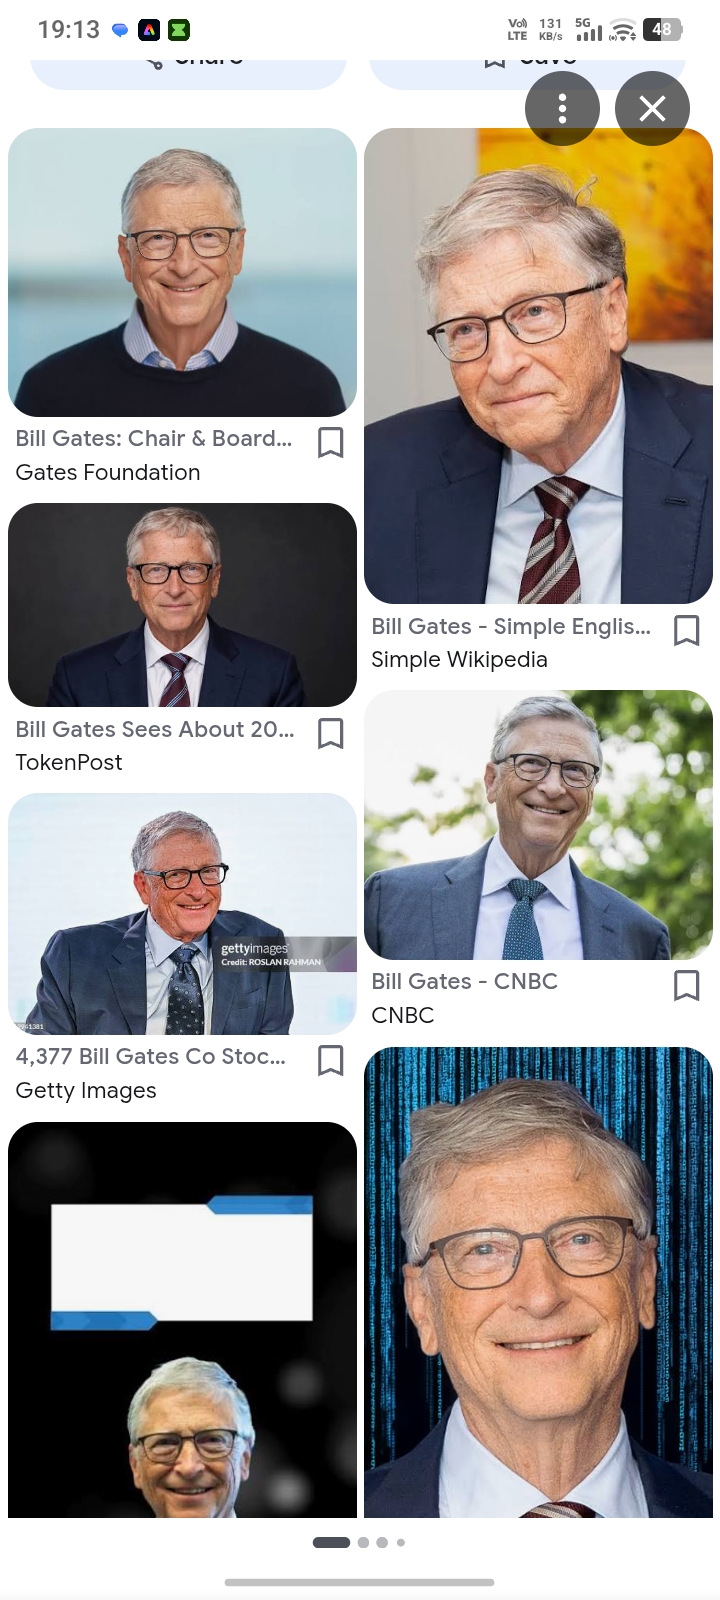 19:13
Vo) LTE
131 KB/s
5G
48
Share
Save
Bill Gates: Chair & Board...
Gates Foundation
Bill Gates - Simple Englis...
Simple Wikipedia
Bill Gates Sees About 20...
TokenPost
gettyimages
Credit: ROSLAN RAHMAN
Bill Gates - CNBC
CNBC
4,377 Bill Gates Co Stoc...
Getty Images